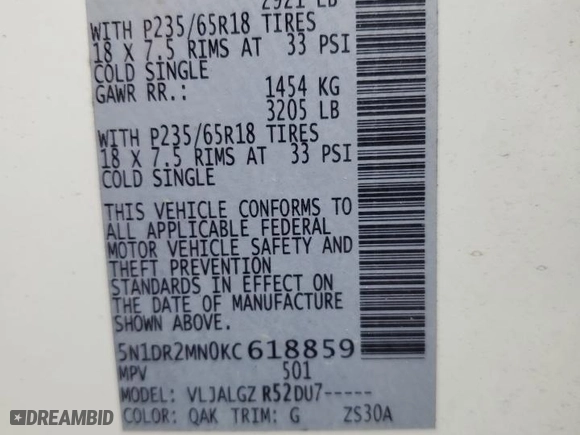 2921 LB
WITH P235/65R18 TIRES
18 X 7.5 RIMS AT 33 PSI
COLD SINGLE
GAWR RR.: 1454 KG
3205 LB
WITH P235/65R18 TIRES
18 X 7.5 RIMS AT 33 PSI
COLD SINGLE
THIS VEHICLE CONFORMS TO
ALL APPLICABLE FEDERAL
MOTOR VEHICLE SAFETY AND
THEFT PREVENTION
STANDARDS IN EFFECT ON
THE DATE OF MANUFACTURE
5N1DR2MN0KC618859
MPV 501
MODEL: VLJALGZ R52DU7-----
COLOR: QAK TRIM: G ZS30A
DREAMBID